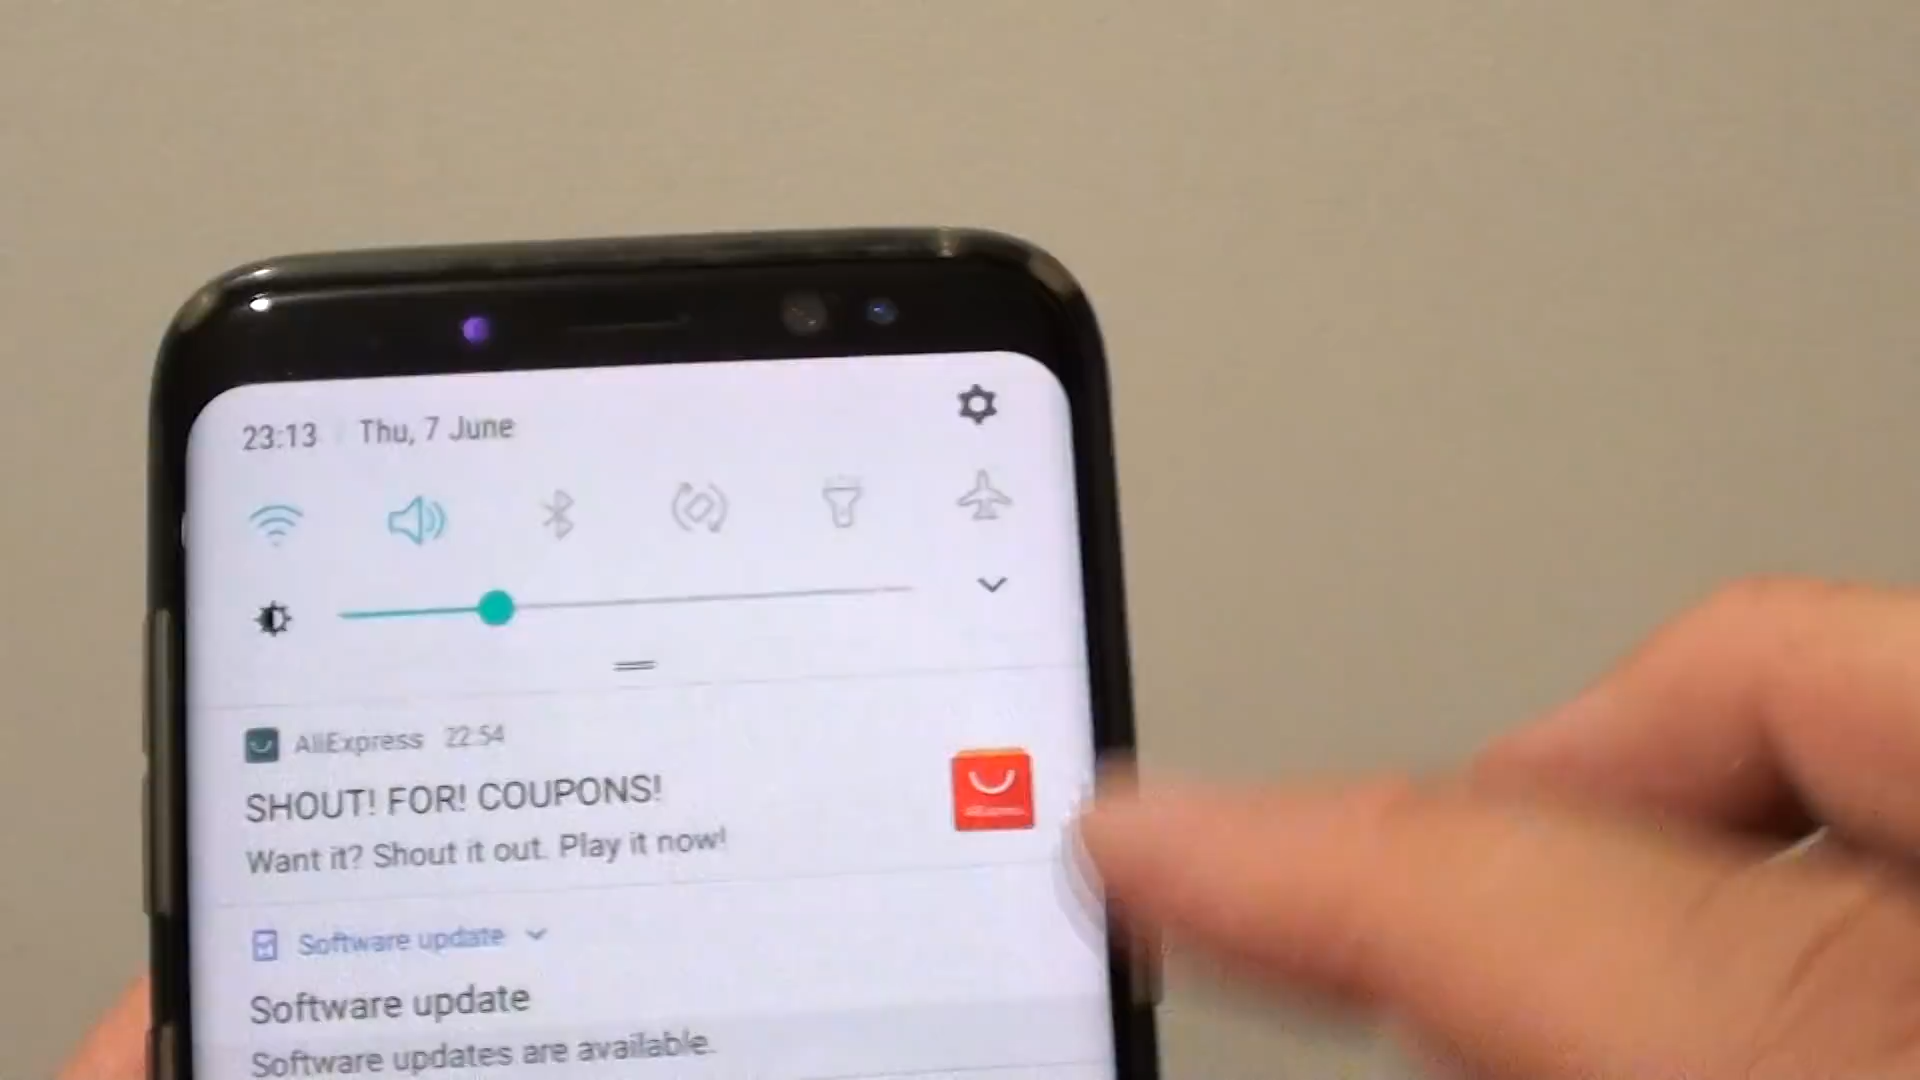 23:13 Thu, 7 June
AliExpress 22:54
SHOUT! FOR! COUPONS!
Want it? Shout it out. Play it now!
Software update
Software update
Software updates are available.